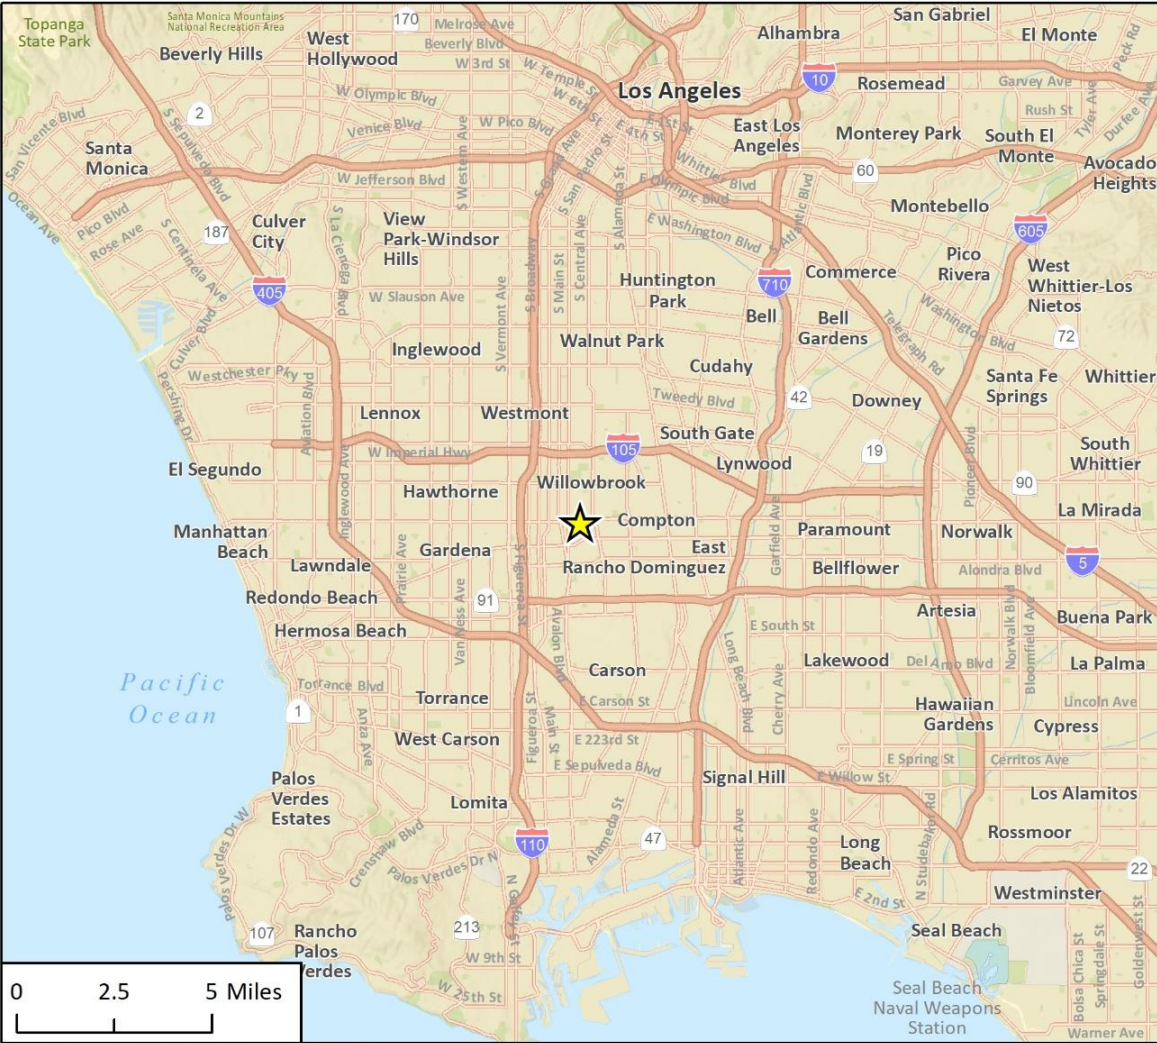 Topanga
State Park
Santa Monica Mountains
National Recreation Area
170
Melrose Ave
San Gabriel
Alhambra
El Monte
Peck Rd
Beverly Hills
West
Hollywood
Beverly Blvd
W 3rd St
W Temple St
W 6th St
10
Rosemead
Garvey Ave
Los Angeles
W Olympic Blvd
2
Rush St
Tyler Ave
Durfee Ave
San Vicente Blvd
S Sepulveda Blvd
Venice Blvd
S Western Ave
W Pico Blvd
S Grand Ave
E 1st St
E 4th St
East Los
Angeles
Monterey Park
South El
Monte
Santa
Monica
S San Pedro St
Whittier Blvd
60
Avocado
Heights
W Jefferson Blvd
S Alameda St
E Olympic Blvd
S Atlantic Blvd
Ocean Ave
Pico Blvd
Rose Ave
S Centinela Ave
187
Culver
City
S La Cienega Blvd
View
Park-Windsor
Hills
E Washington Blvd
Montebello
605
S Broadway
S Main St
S Central Ave
Pico
Rivera
405
W Slauson Ave
S Vermont Ave
Huntington
Park
710
Commerce
West
Whittier-Los
Nietos
Culver Blvd
Bell
Bell
Gardens
Telegraph Rd
Washington Blvd
72
Inglewood
Walnut Park
Cudahy
Westchester Pky
Pershing Dr
Aviation Blvd
Tweedy Blvd
42
Downey
Santa Fe
Springs
Whittier
Lennox
Westmont
South Gate
W Imperial Hwy
105
Lynwood
19
Pioneer Blvd
South
Whittier
El Segundo
Inglewood Ave
Willowbrook
90
Hawthorne
Compton
Garfield Ave
Paramount
Norwalk
La Mirada
Manhattan
Beach
Lawndale
Prairie Ave
Gardena
S Figueroa St
East
Rancho Dominguez
Bellflower
Alondra Blvd
5
Redondo Beach
Van Ness Ave
91
Avalon Blvd
Artesia
Norwalk Blvd
Bloomfield Ave
Buena Park
Hermosa Beach
E South St
Long Beach Blvd
Cherry Ave
Lakewood
Del Amo Blvd
La Palma
Pacific
Ocean
Torrance Blvd
1
Anza Ave
Torrance
Carson
E Carson St
Hawaiian
Gardens
Lincoln Ave
Cypress
West Carson
Figueroa St
Main St
E 223rd St
E Sepulveda Blvd
E Spring St
Cerritos Ave
Palos
Verdes
Estates
Signal Hill
E Willow St
Los Alamitos
Lomita
Palos Verdes Dr W
Crenshaw Blvd
Palos Verdes Dr N
110
Alameda St
47
Atlantic Ave
Redondo Ave
Long
Beach
N Studebaker Rd
Rossmoor
22
N Gaffey St
E 2nd St
Westminster
107
Rancho
Palos
Verdes
213
W 9th St
W 25th St
Seal Beach
Seal Beach
Naval Weapons
Station
Bolsa Chica St
Springdale St
Goldenwest St
Warner Ave
0 2.5 5 Miles